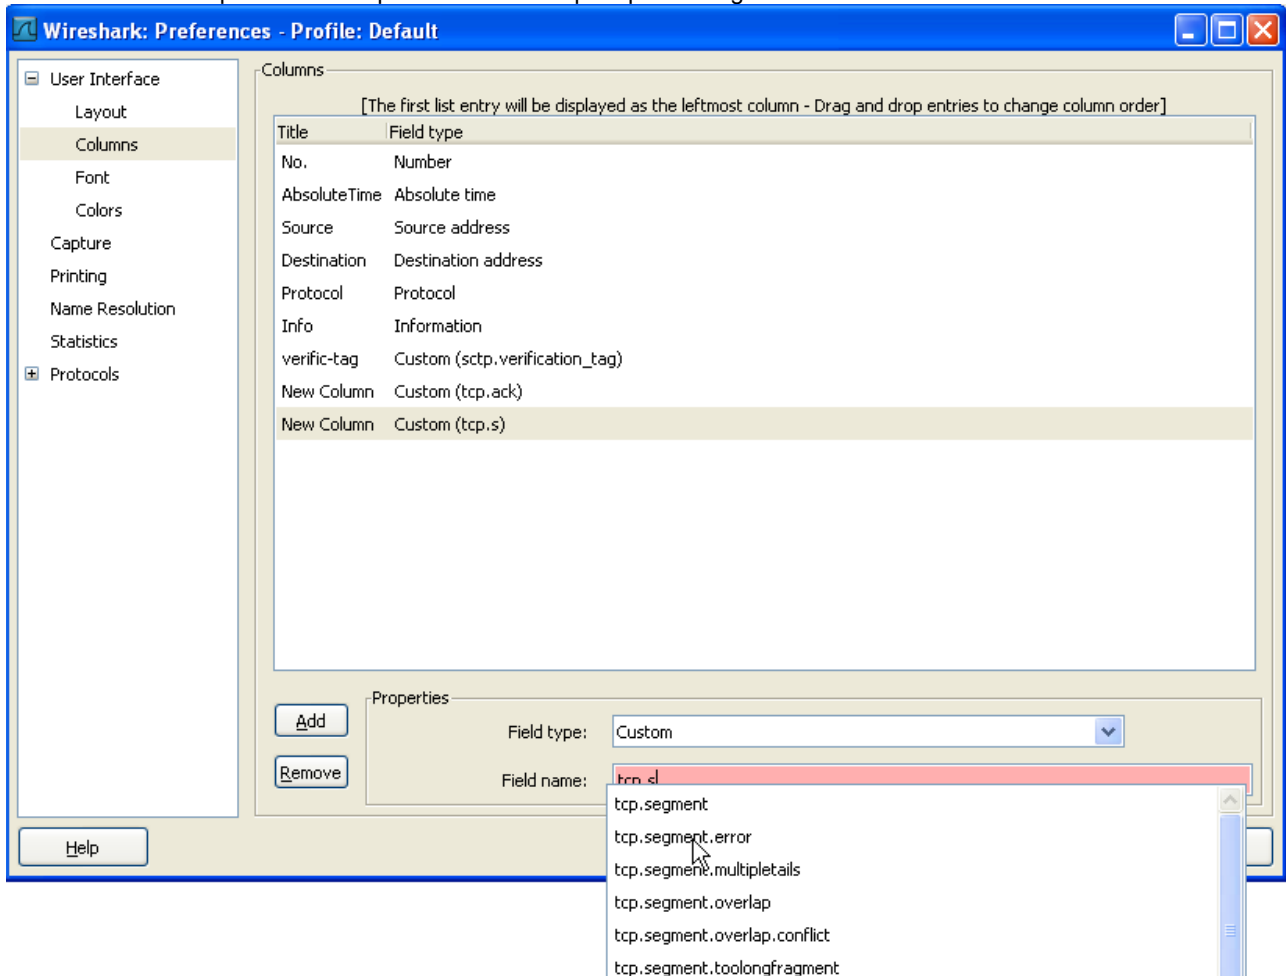 Wireshark: Preferences - Profile: Default
User Interface
Layout
Columns
Font
Colors
Capture
Printing
Name Resolution
Statistics
Protocols
Columns
[The first list entry will be displayed as the leftmost column - Drag and drop entries to change column order]
Title Field type
No. Number
AbsoluteTime Absolute time
Source Source address
Destination Destination address
Protocol Protocol
Info Information
verific-tag Custom (sctp.verification_tag)
New Column Custom (tcp.ack)
New Column Custom (tcp.s)
Add
Remove
Properties
Field type: Custom
Field name: tcp.s
tcp.segment
tcp.segment.error
tcp.segment.multipletails
tcp.segment.overlap
tcp.segment.overlap.conflict
tcp.segment.toolongfragment
Help